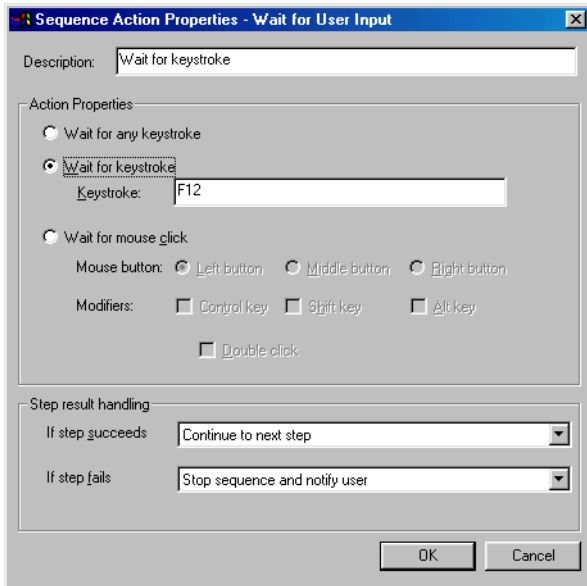 Sequence Action Properties - Wait for User Input
Description: Wait for keystroke
Action Properties
Wait for any keystroke
Wait for keystroke
Keystroke: F12
Wait for mouse click
Mouse button: Left button Middle button Right button
Modifiers: Control key Shift key Alt key
Double click
Step result handling
If step succeeds Continue to next step
If step fails Stop sequence and notify user
OK Cancel